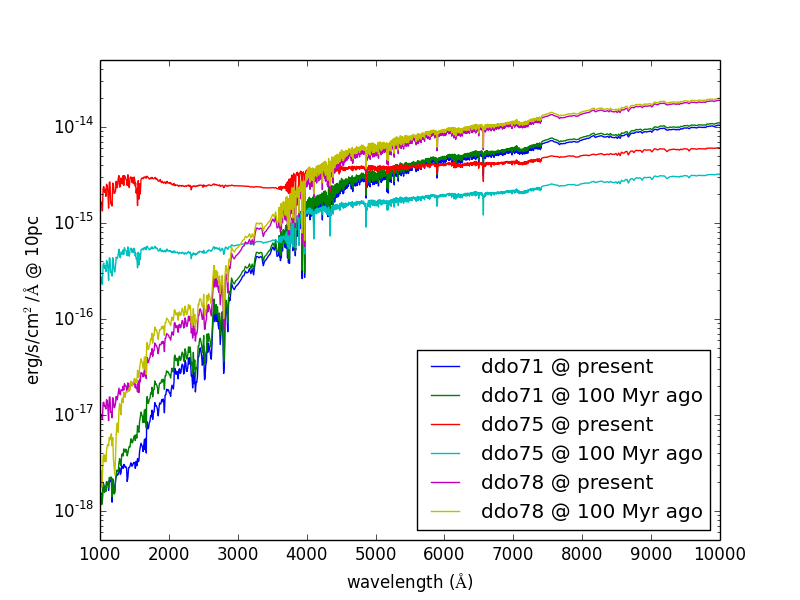 10⁻¹⁴
10⁻¹⁵
10⁻¹⁶
10⁻¹⁷
10⁻¹⁸
erg/s/cm² /Å @ 10pc
ddo71 @ present
ddo71 @ 100 Myr ago
ddo75 @ present
ddo75 @ 100 Myr ago
ddo78 @ present
ddo78 @ 100 Myr ago
1000 2000 3000 4000 5000 6000 7000 8000 9000 10000
wavelength (Å)